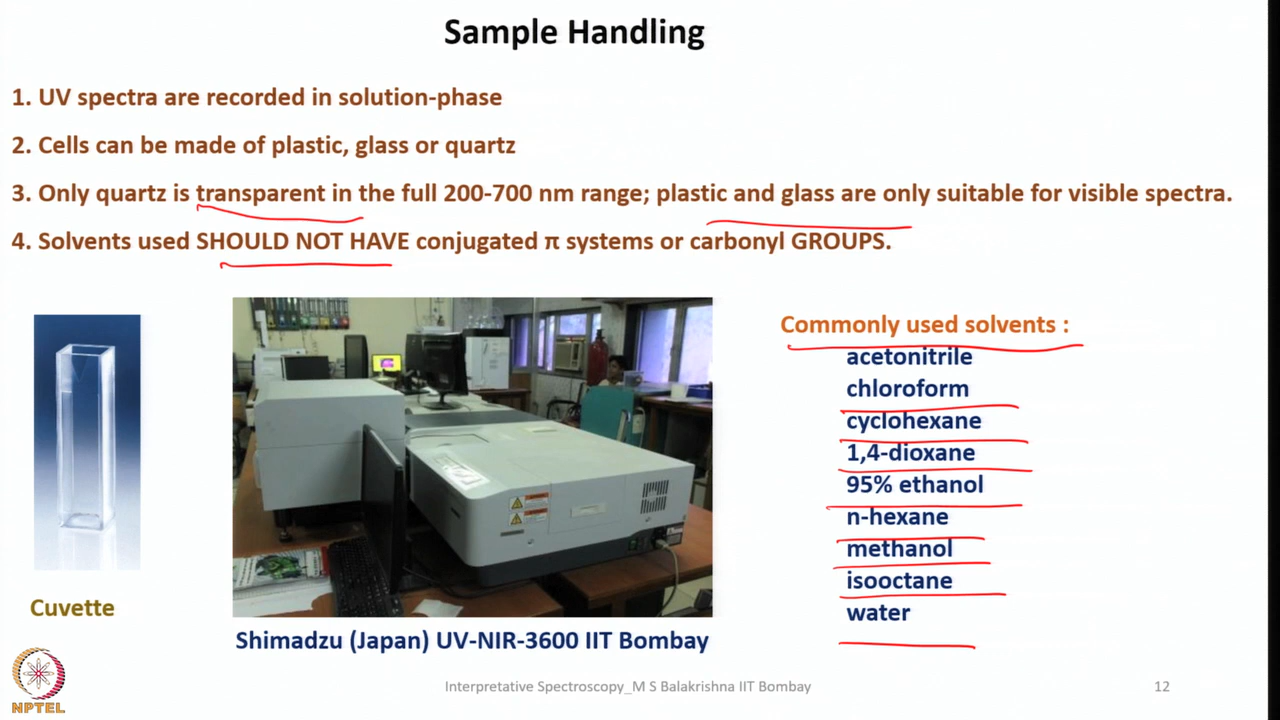 Sample Handling
1. UV spectra are recorded in solution-phase
2. Cells can be made of plastic, glass or quartz
3. Only quartz is transparent in the full 200-700 nm range; plastic and glass are only suitable for visible spectra.
4. Solvents used SHOULD NOT HAVE conjugated π systems or carbonyl GROUPS.
Commonly used solvents :
acetonitrile
chloroform
cyclohexane
1,4-dioxane
95% ethanol
n-hexane
methanol
isooctane
water
Cuvette
Shimadzu (Japan) UV-NIR-3600 IIT Bombay
NPTEL
Interpretative Spectroscopy_M S Balakrishna IIT Bombay
12